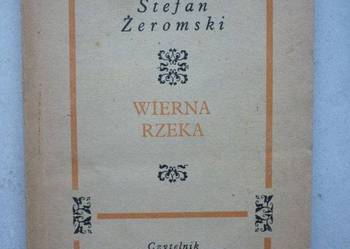 Stefan
Żeromski
WIERNA
RZEKA
Czytelnik